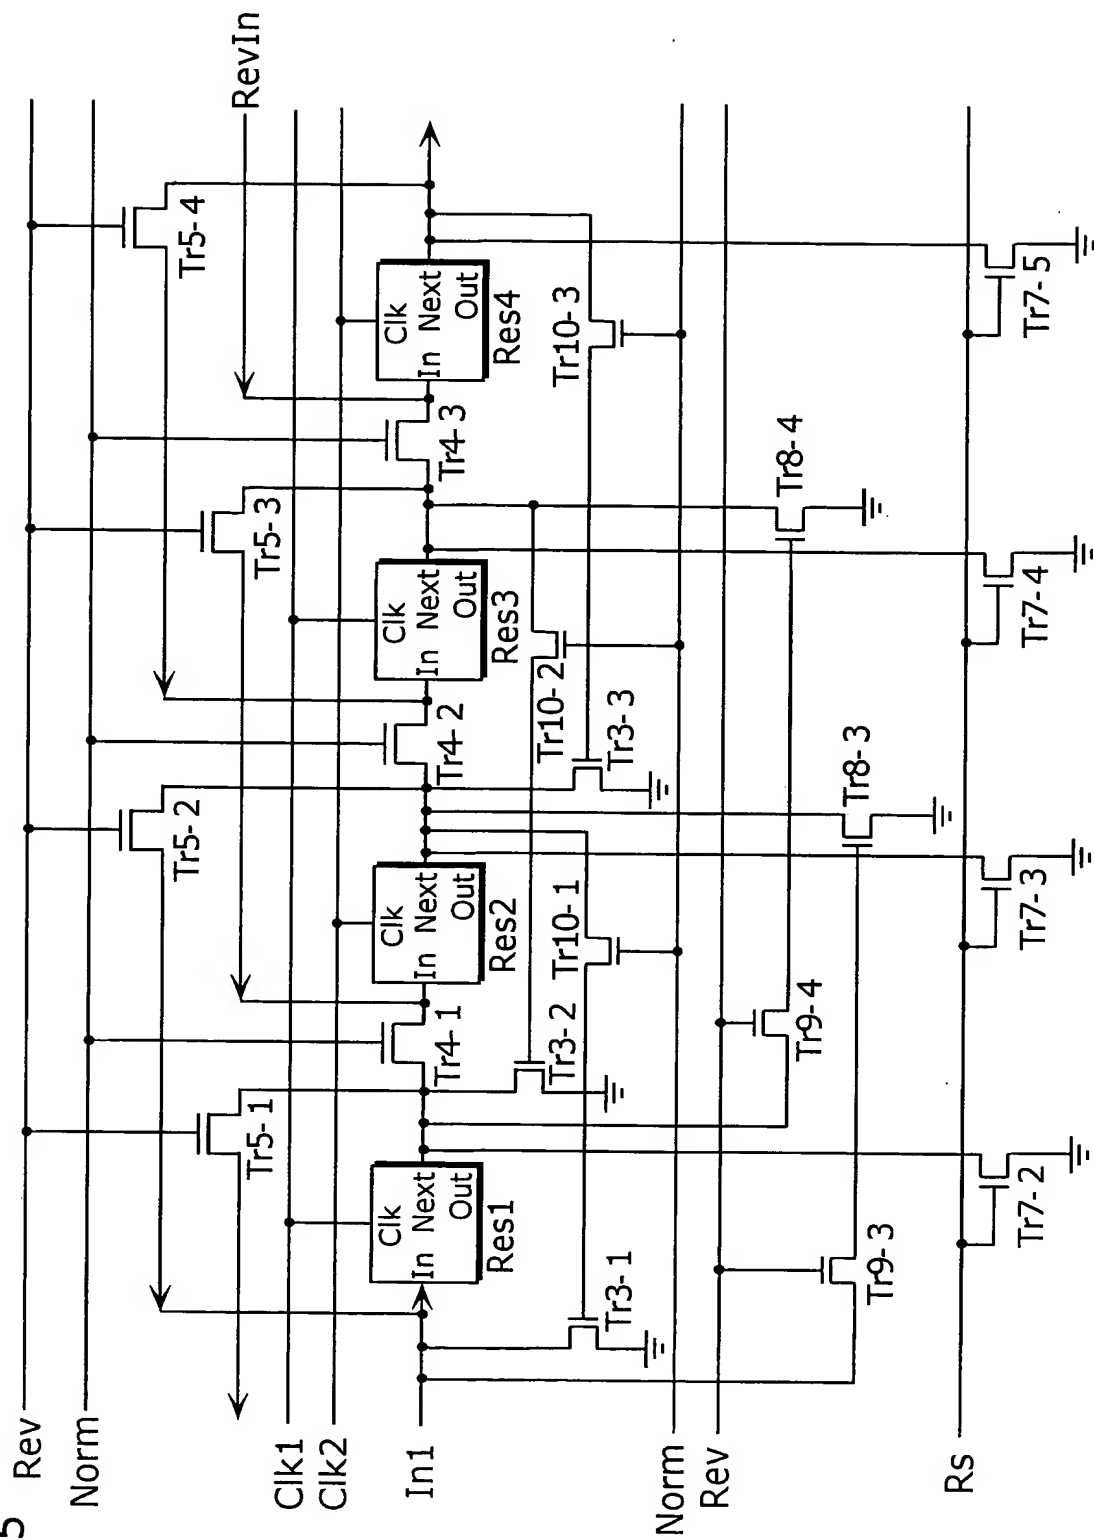 5
Rev
Norm
RevIn
Clk1
Clk2
In1
Tr5-1
Tr5-2
Tr5-3
Tr5-4
Tr4-1
Tr4-2
Tr4-3
Clk
In Next
Out
Res1
Clk
In Next
Out
Res2
Clk
In Next
Out
Res3
Clk
In Next
Out
Res4
Tr3-1
Tr3-2
Tr10-1
Tr10-2
Tr3-3
Tr10-3
Norm
Rev
Tr9-3
Tr9-4
Tr8-3
Tr8-4
Rs
Tr7-2
Tr7-3
Tr7-4
Tr7-5